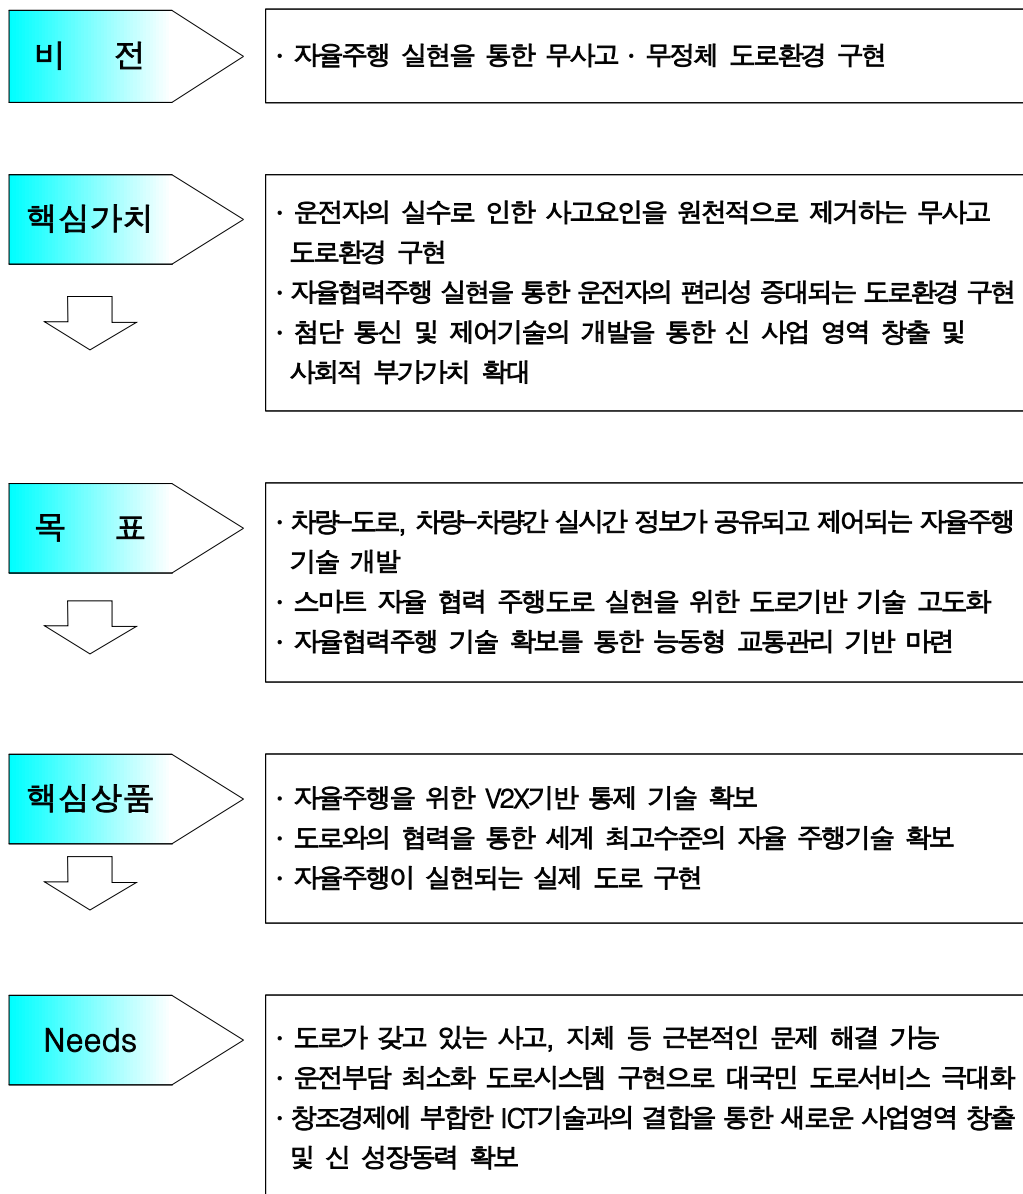 비 전
· 자율주행 실현을 통한 무사고 · 무정체 도로환경 구현
핵심가치
· 운전자의 실수로 인한 사고요인을 원천적으로 제거하는 무사고
도로환경 구현
· 자율협력주행 실현을 통한 운전자의 편리성 증대되는 도로환경 구현
· 첨단 통신 및 제어기술의 개발을 통한 신 사업 영역 창출 및
사회적 부가가치 확대
목 표
· 차량-도로, 차량-차량간 실시간 정보가 공유되고 제어되는 자율주행
기술 개발
· 스마트 자율 협력 주행도로 실현을 위한 도로기반 기술 고도화
· 자율협력주행 기술 확보를 통한 능동형 교통관리 기반 마련
핵심상품
· 자율주행을 위한 V2X기반 통제 기술 확보
· 도로와의 협력을 통한 세계 최고수준의 자율 주행기술 확보
· 자율주행이 실현되는 실제 도로 구현
Needs
· 도로가 갖고 있는 사고, 지체 등 근본적인 문제 해결 가능
· 운전부담 최소화 도로시스템 구현으로 대국민 도로서비스 극대화
· 창조경제에 부합한 ICT기술과의 결합을 통한 새로운 사업영역 창출
및 신 성장동력 확보